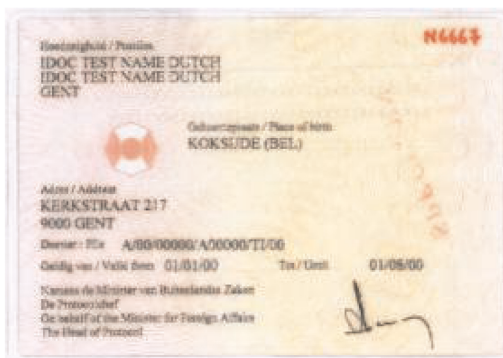 N6667
Hoedanigheid / Position
IDOC TEST NAME DUTCH
IDOC TEST NAME DUTCH
GENT
Geboorteplaats / Place of birth
KOKSIJDE (BEL)
Adres / Address
KERKSTRAAT 217
9000 GENT
Dossier : File A/00/00000/A00000/TI/00
Geldig van / Valid from 01/01/00 Tot / Until 01/08/00
Namens de Minister van Buitenlandse Zaken
De Protocolchef
On behalf of the Minister for Foreign Affairs
The Head of Protocol